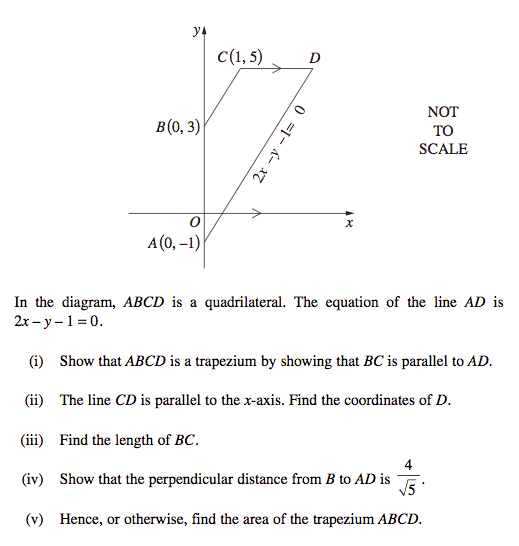 y
C(1, 5) D
B(0, 3)
2x – y – 1 = 0
NOT
TO
SCALE
O
x
A(0, –1)
In the diagram, ABCD is a quadrilateral. The equation of the line AD is
2x – y – 1 = 0.
(i) Show that ABCD is a trapezium by showing that BC is parallel to AD.
(ii) The line CD is parallel to the x-axis. Find the coordinates of D.
(iii) Find the length of BC.
(iv) Show that the perpendicular distance from B to AD is 4/√5.
(v) Hence, or otherwise, find the area of the trapezium ABCD.